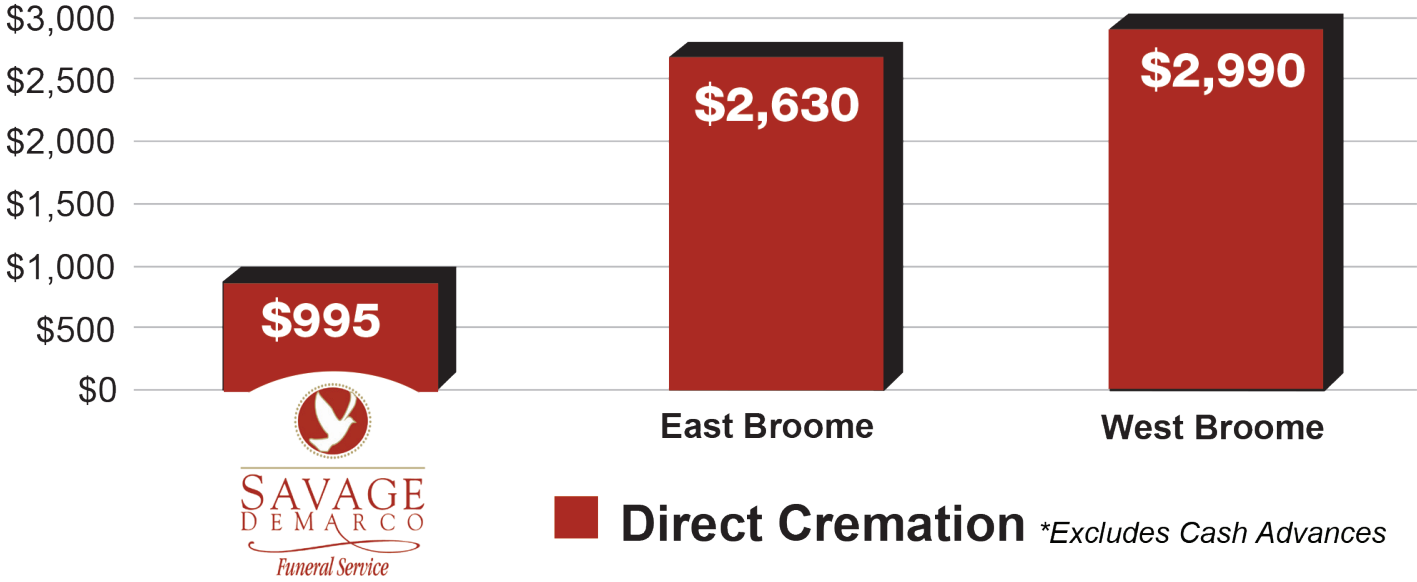 $3,000
$2,500
$2,000
$1,500
$1,000
$500
$0
$995
$2,630
$2,990
East Broome
West Broome
SAVAGE
DEMARCO
Funeral Service
Direct Cremation *Excludes Cash Advances